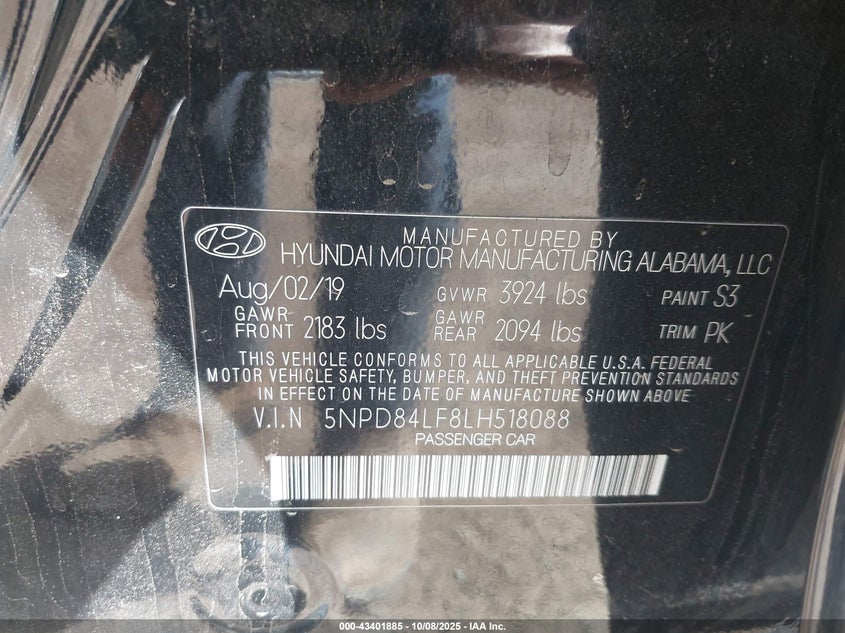 MANUFACTURED BY
HYUNDAI MOTOR MANUFACTURING ALABAMA, LLC
Aug/02/19 GVWR 3924 lbs PAINT S3
GAWR FRONT 2183 lbs GAWR REAR 2094 lbs TRIM PK
THIS VEHICLE CONFORMS TO ALL APPLICABLE U.S.A. FEDERAL
MOTOR VEHICLE SAFETY, BUMPER, AND THEFT PREVENTION STANDARDS
IN EFFECT ON THE DATE OF MANUFACTURE SHOWN ABOVE
V.I.N 5NPD84LF8LH518088
PASSENGER CAR
000-43401885 - 10/08/2025 - IAA Inc.